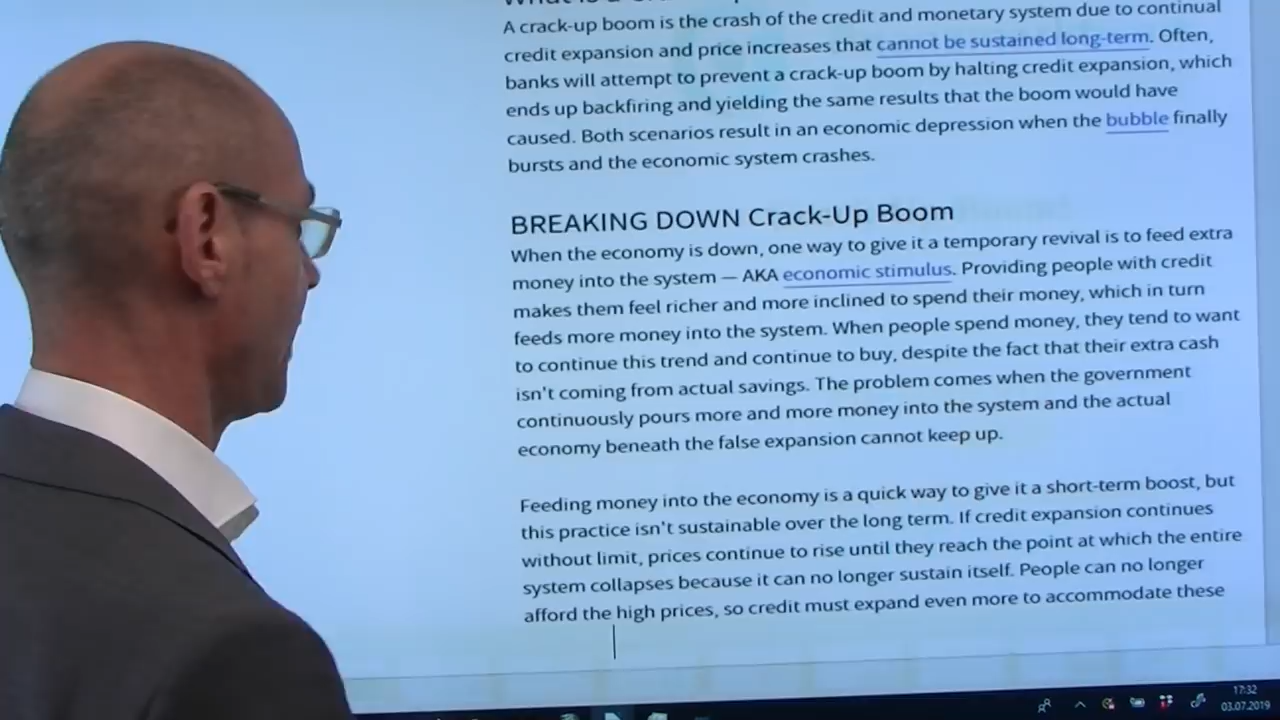 A crack-up boom is the crash of the credit and monetary system due to continual
credit expansion and price increases that cannot be sustained long-term. Often,
banks will attempt to prevent a crack-up boom by halting credit expansion, which
ends up backfiring and yielding the same results that the boom would have
caused. Both scenarios result in an economic depression when the bubble finally
bursts and the economic system crashes.
BREAKING DOWN Crack-Up Boom
When the economy is down, one way to give it a temporary revival is to feed extra
money into the system — AKA economic stimulus. Providing people with credit
makes them feel richer and more inclined to spend their money, which in turn
feeds more money into the system. When people spend money, they tend to want
to continue this trend and continue to buy, despite the fact that their extra cash
isn't coming from actual savings. The problem comes when the government
continuously pours more and more money into the system and the actual
economy beneath the false expansion cannot keep up.
Feeding money into the economy is a quick way to give it a short-term boost, but
this practice isn't sustainable over the long term. If credit expansion continues
without limit, prices continue to rise until they reach the point at which the entire
system collapses because it can no longer sustain itself. People can no longer
afford the high prices, so credit must expand even more to accommodate these
17:32
03.07.2019